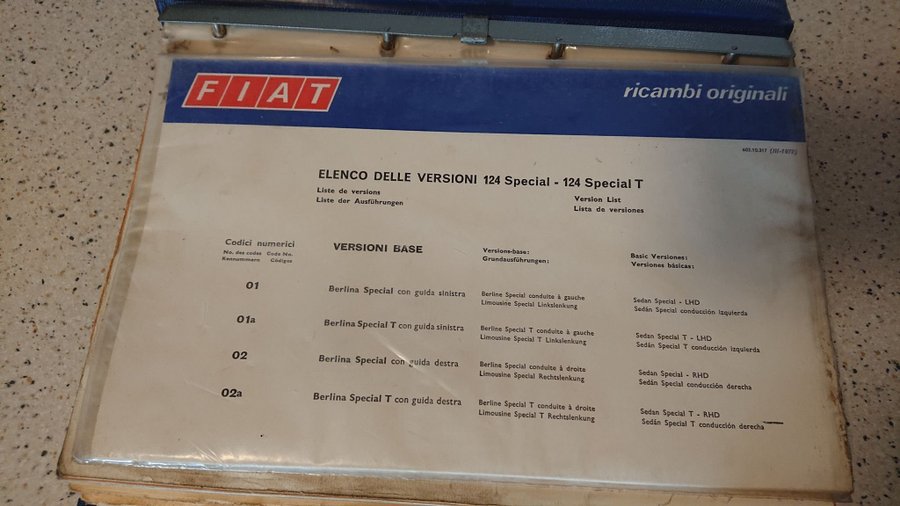 FIAT
ricambi originali
603.10.317 (III-1972)
ELENCO DELLE VERSIONI 124 Special - 124 Special T
Liste de versions
Liste der Ausführungen
Version List
Lista de versiones
Codici numerici
No. des codes Code No.
Kennummern Códigos
VERSIONI BASE
Versions-base:
Grundausführungen:
Basic Versiones:
Versiones básicas:
01
Berlina Special con guida sinistra
Berline Special conduite à gauche
Limousine Special Linkslenkung
Sedan Special - LHD
Sedán Special conducción izquierda
01a
Berlina Special T con guida sinistra
Berline Special T conduite à gauche
Limousine Special T Linkslenkung
Sedan Special T - LHD
Sedán Special T conducción izquierda
02
Berlina Special con guida destra
Berline Special conduite à droite
Limousine Special Rechtslenkung
Sedan Special - RHD
Sedán Special conducción derecha
02a
Berlina Special T con guida destra
Berline Special T conduite à droite
Limousine Special T Rechtslenkung
Sedan Special T - RHD
Sedán Special T conducción derecha